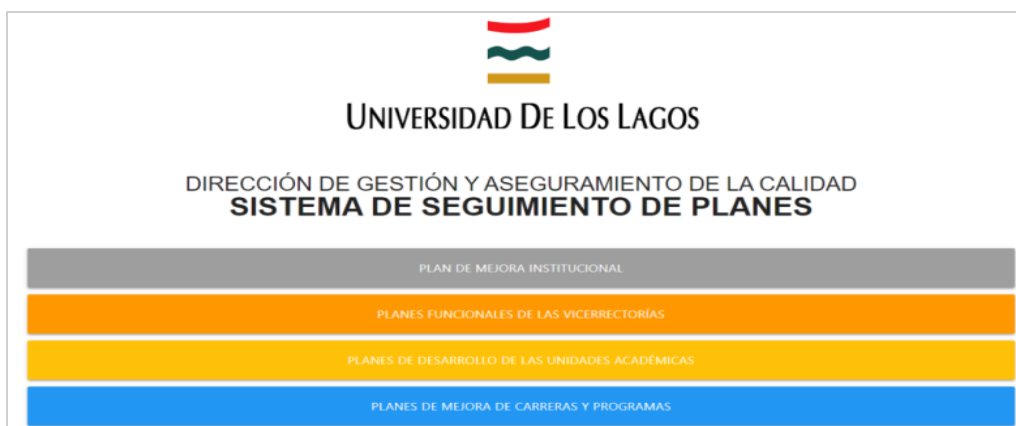 UNIVERSIDAD DE LOS LAGOS
DIRECCIÓN DE GESTIÓN Y ASEGURAMIENTO DE LA CALIDAD
SISTEMA DE SEGUIMIENTO DE PLANES
PLAN DE MEJORA INSTITUCIONAL
PLANES FUNCIONALES DE LAS VICERRECTORÍAS
PLANES DE DESARROLLO DE LAS UNIDADES ACADÉMICAS
PLANES DE MEJORA DE CARRERAS Y PROGRAMAS